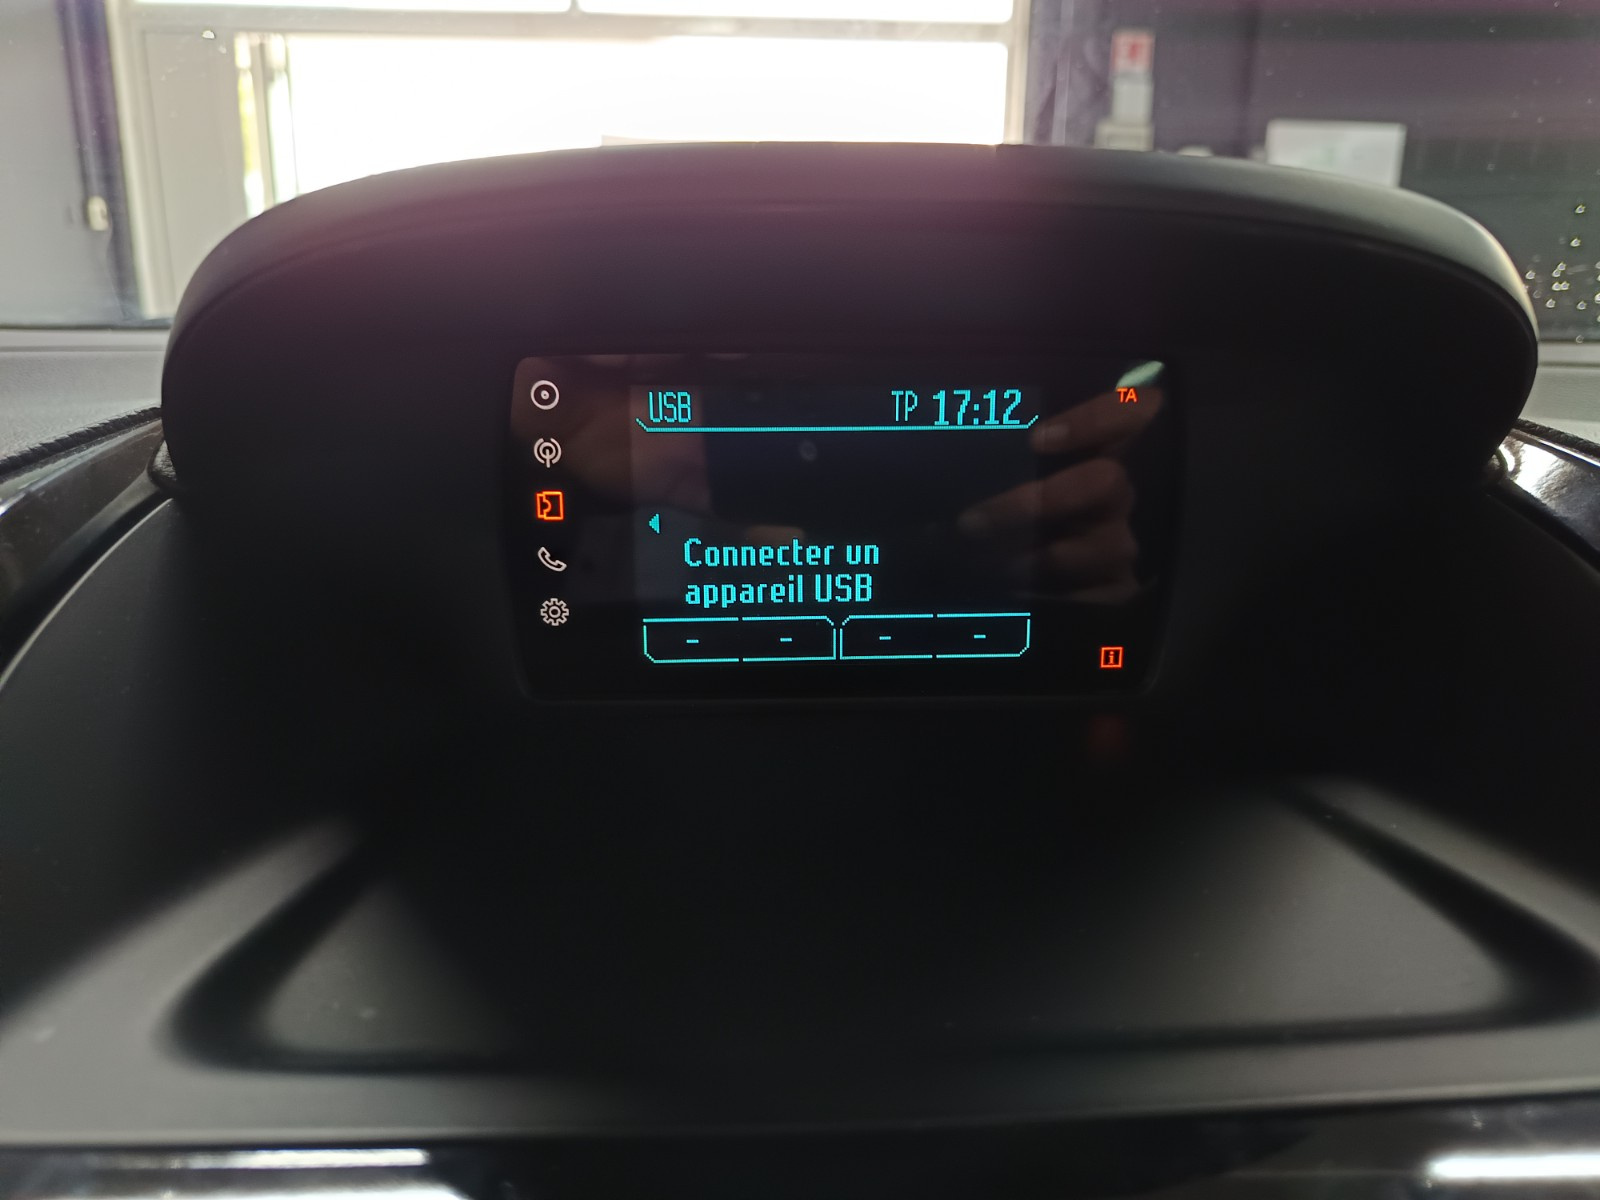 USB TP 17:12
TA
Connecter un
appareil USB
- - - -
i